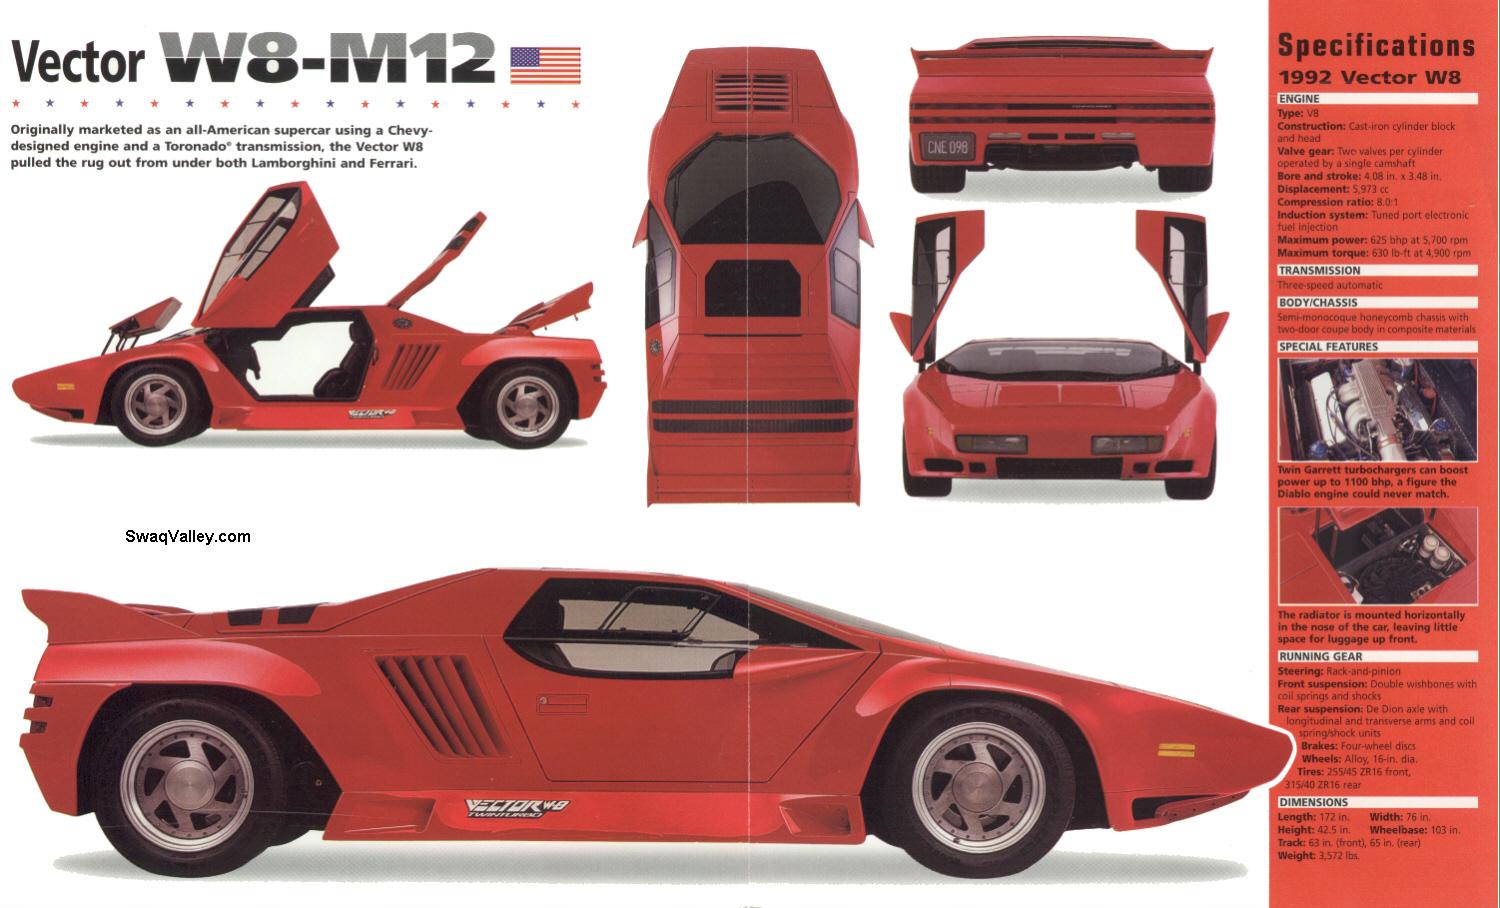 Vector W8-M12
Originally marketed as an all-American supercar using a Chevy-
designed engine and a Toronado® transmission, the Vector W8
pulled the rug out from under both Lamborghini and Ferrari.
CNE 098
VECTOR W8
SwaqValley.com
VECTOR W8
TWINTURBO
Specifications
1992 Vector W8
ENGINE
Type: V8
Construction: Cast-iron cylinder block
and head
Valve gear: Two valves per cylinder
operated by a single camshaft
Bore and stroke: 4.08 in. x 3.48 in.
Displacement: 5,973 cc
Compression ratio: 8.0:1
Induction system: Tuned port electronic
fuel injection
Maximum power: 625 bhp at 5,700 rpm
Maximum torque: 630 lb-ft at 4,900 rpm
TRANSMISSION
Three-speed automatic
BODY/CHASSIS
Semi-monocoque honeycomb chassis with
two-door coupe body in composite materials
SPECIAL FEATURES
Twin Garrett turbochargers can boost
power up to 1100 bhp, a figure the
Diablo engine could never match.
The radiator is mounted horizontally
in the nose of the car, leaving little
space for luggage up front.
RUNNING GEAR
Steering: Rack-and-pinion
Front suspension: Double wishbones with
coil springs and shocks
Rear suspension: De Dion axle with
longitudinal and transverse arms and coil
spring/shock units
Brakes: Four-wheel discs
Wheels: Alloy, 16-in. dia.
Tires: 255/45 ZR16 front,
315/40 ZR16 rear
DIMENSIONS
Length: 172 in. Width: 76 in.
Height: 42.5 in. Wheelbase: 103 in.
Track: 63 in. (front), 65 in. (rear)
Weight: 3,572 lbs.